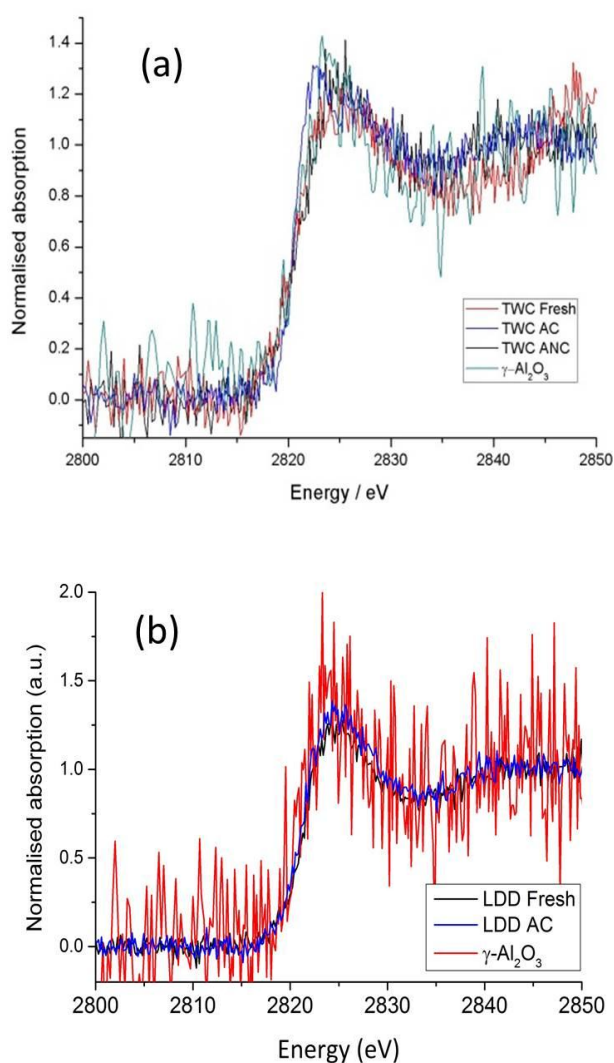 (a)
Normalised absorption
1.4
1.2
1.0
0.8
0.6
0.4
0.2
0.0
TWC Fresh
TWC AC
TWC ANC
γ–Al₂O₃
2800 2810 2820 2830 2840 2850
Energy / eV
(b)
Normalised absorption (a.u.)
2.0
1.5
1.0
0.5
0.0
LDD Fresh
LDD AC
γ-Al₂O₃
2800 2810 2820 2830 2840 2850
Energy (eV)